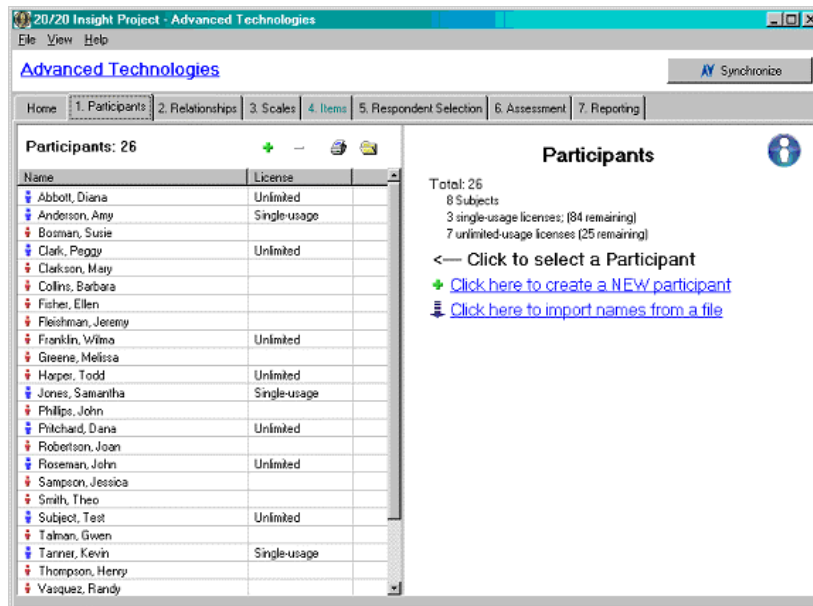 20/20 Insight Project - Advanced Technologies
File View Help
Advanced Technologies
Synchronize
Home 1. Participants 2. Relationships 3. Scales 4. Items 5. Respondent Selection 6. Assessment 7. Reporting
Participants: 26
Name License
Abbott, Diana Unlimited
Anderson, Amy Single-usage
Bosman, Susie
Clark, Peggy Unlimited
Clarkson, Mary
Collins, Barbara
Fisher, Ellen
Fleishman, Jeremy
Franklin, Wilma Unlimited
Greene, Melissa
Harper, Todd Unlimited
Jones, Samantha Single-usage
Phillips, John
Pritchard, Dana Unlimited
Robertson, Joan
Roseman, John Unlimited
Sampson, Jessica
Smith, Theo
Subject, Test Unlimited
Talman, Gwen
Tanner, Kevin Single-usage
Thompson, Henry
Vasquez, Randy
Participants
Total: 26
8 Subjects
3 single-usage licenses; (84 remaining)
7 unlimited-usage licenses (25 remaining)
<— Click to select a Participant
Click here to create a NEW participant
Click here to import names from a file